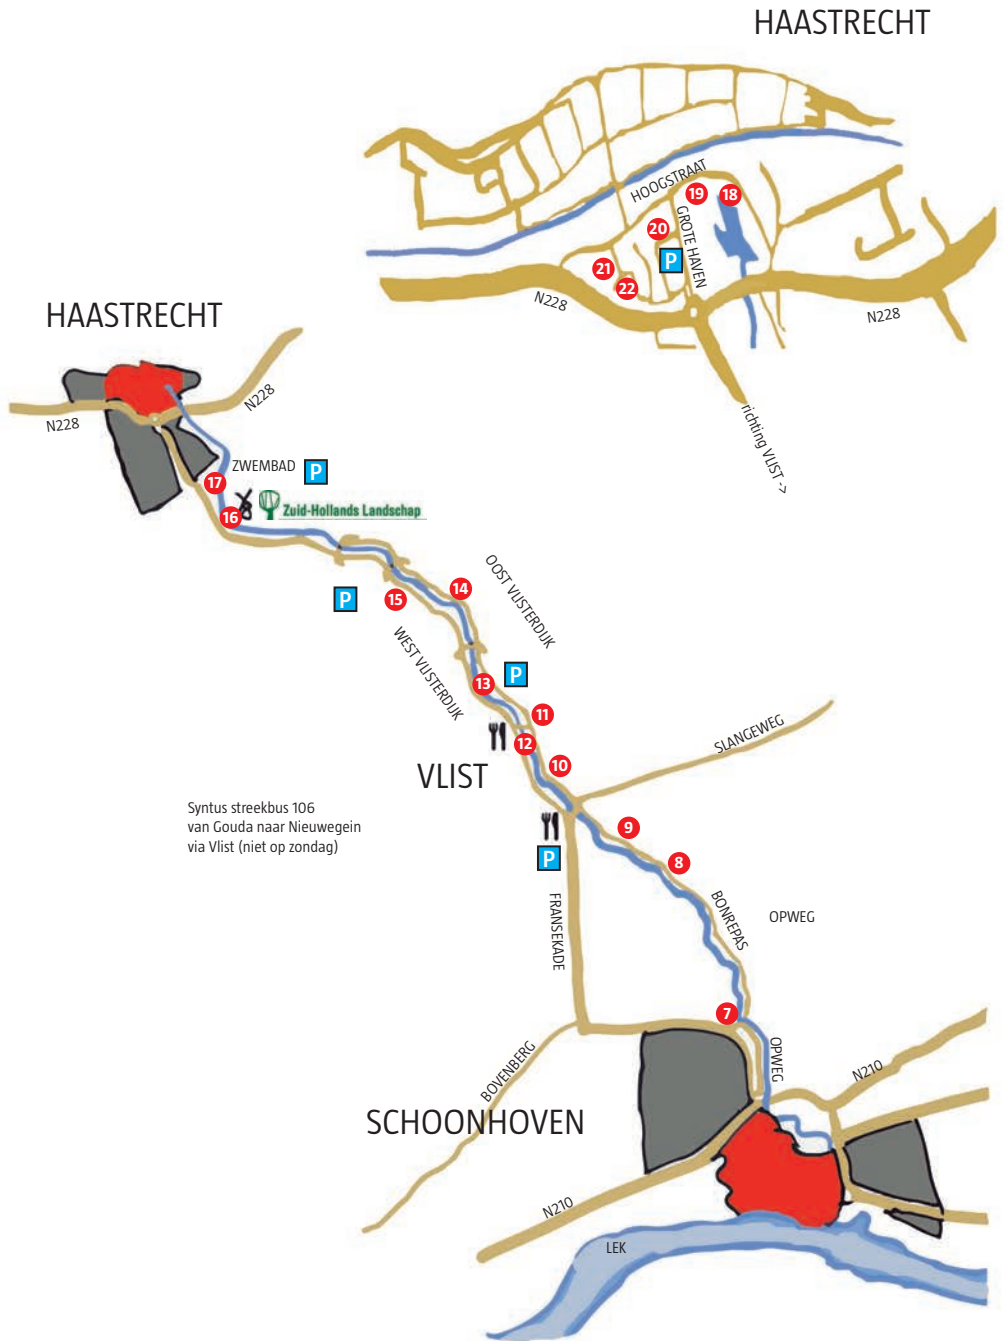 HAASTRECHT
HOOGSTRAAT
19
18
GROTE HAVEN
20
P
21
22
N228
N228
richting VLIST ->
HAASTRECHT
N228
N228
ZWEMBAD
P
17
16
Zuid-Hollands Landschap
P
15
14
OOST VLISTERDIJK
WEST VLISTERDIJK
13
P
11
12
10
VLIST
SLANGEWEG
Syntus streekbus 106
van Gouda naar Nieuwegein
via Vlist (niet op zondag)
P
9
8
FRANSEKADE
BONREPAS
OPWEG
7
OPWEG
BOVENBERG
N210
SCHOONHOVEN
N210
LEK